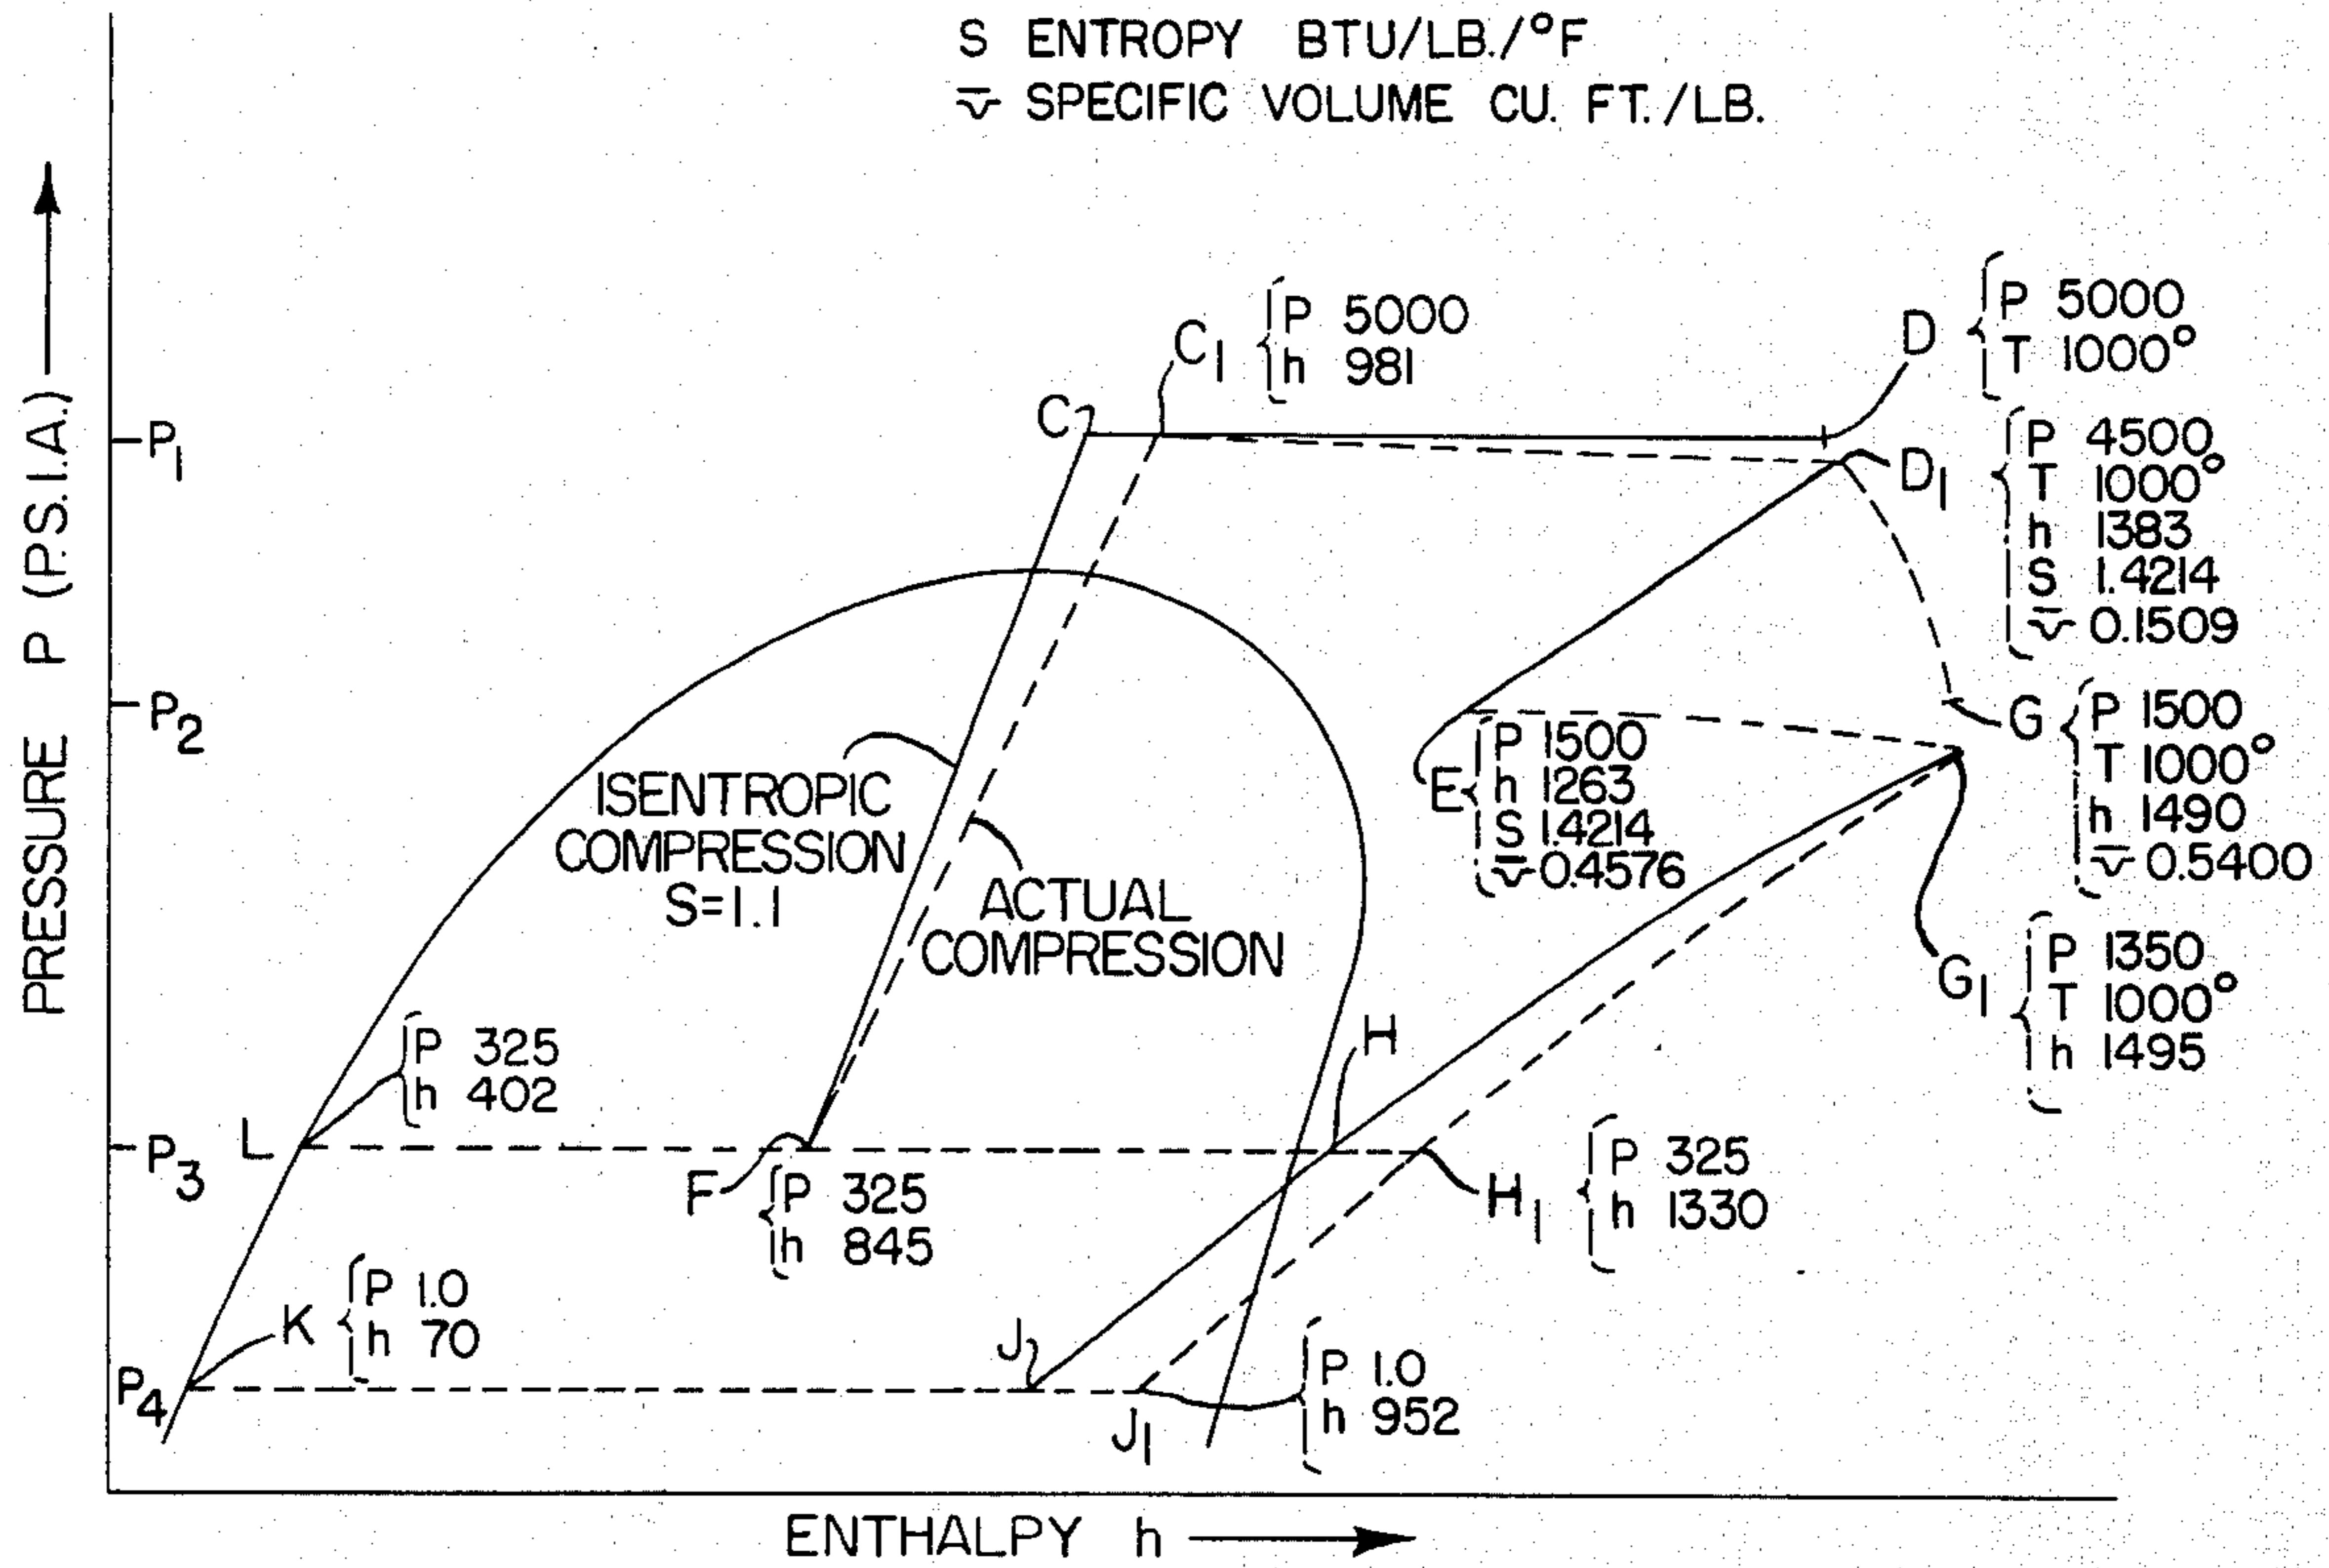 S ENTROPY BTU/LB./°F
v̅ SPECIFIC VOLUME CU. FT./LB.
PRESSURE P (P.S.I.A.)
P1
P2
P3
P4
C
C1
P 5000
h 981
D
P 5000
T 1000°
D1
P 4500
T 1000°
h 1383
S 1.4214
v̅ 0.1509
E
P 1500
h 1263
S 1.4214
v̅ 0.4576
G
P 1500
T 1000°
h 1490
v̅ 0.5400
G1
P 1350
T 1000°
h 1495
ISENTROPIC
COMPRESSION
S=1.1
ACTUAL
COMPRESSION
L
P 325
h 402
F
P 325
h 845
H
H1
P 325
h 1330
K
P 1.0
h 70
J
J1
P 1.0
h 952
ENTHALPY h